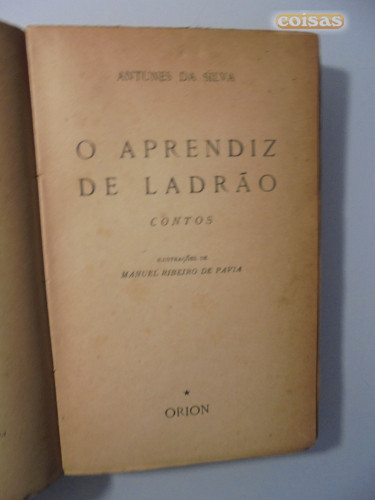 coisas
ANTUNES DA SILVA
O APRENDIZ
DE LADRÃO
CONTOS
ILUSTRAÇÕES DE
MANUEL RIBEIRO DE PAVIA
ORION